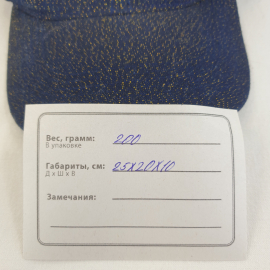 Вес, грамм: 200
В упаковке
Габариты, см: 25х20х10
Д х Ш х В
Замечания: